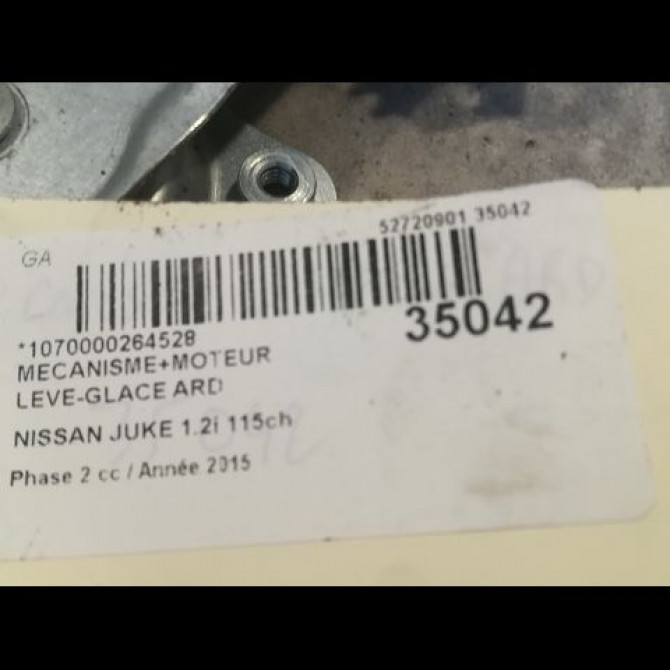 52720901 35042
GA
35042
*1070000264528
MECANISME+MOTEUR
LEVE-GLACE ARD
NISSAN JUKE 1.2i 115ch
Phase 2 cc / Année 2015